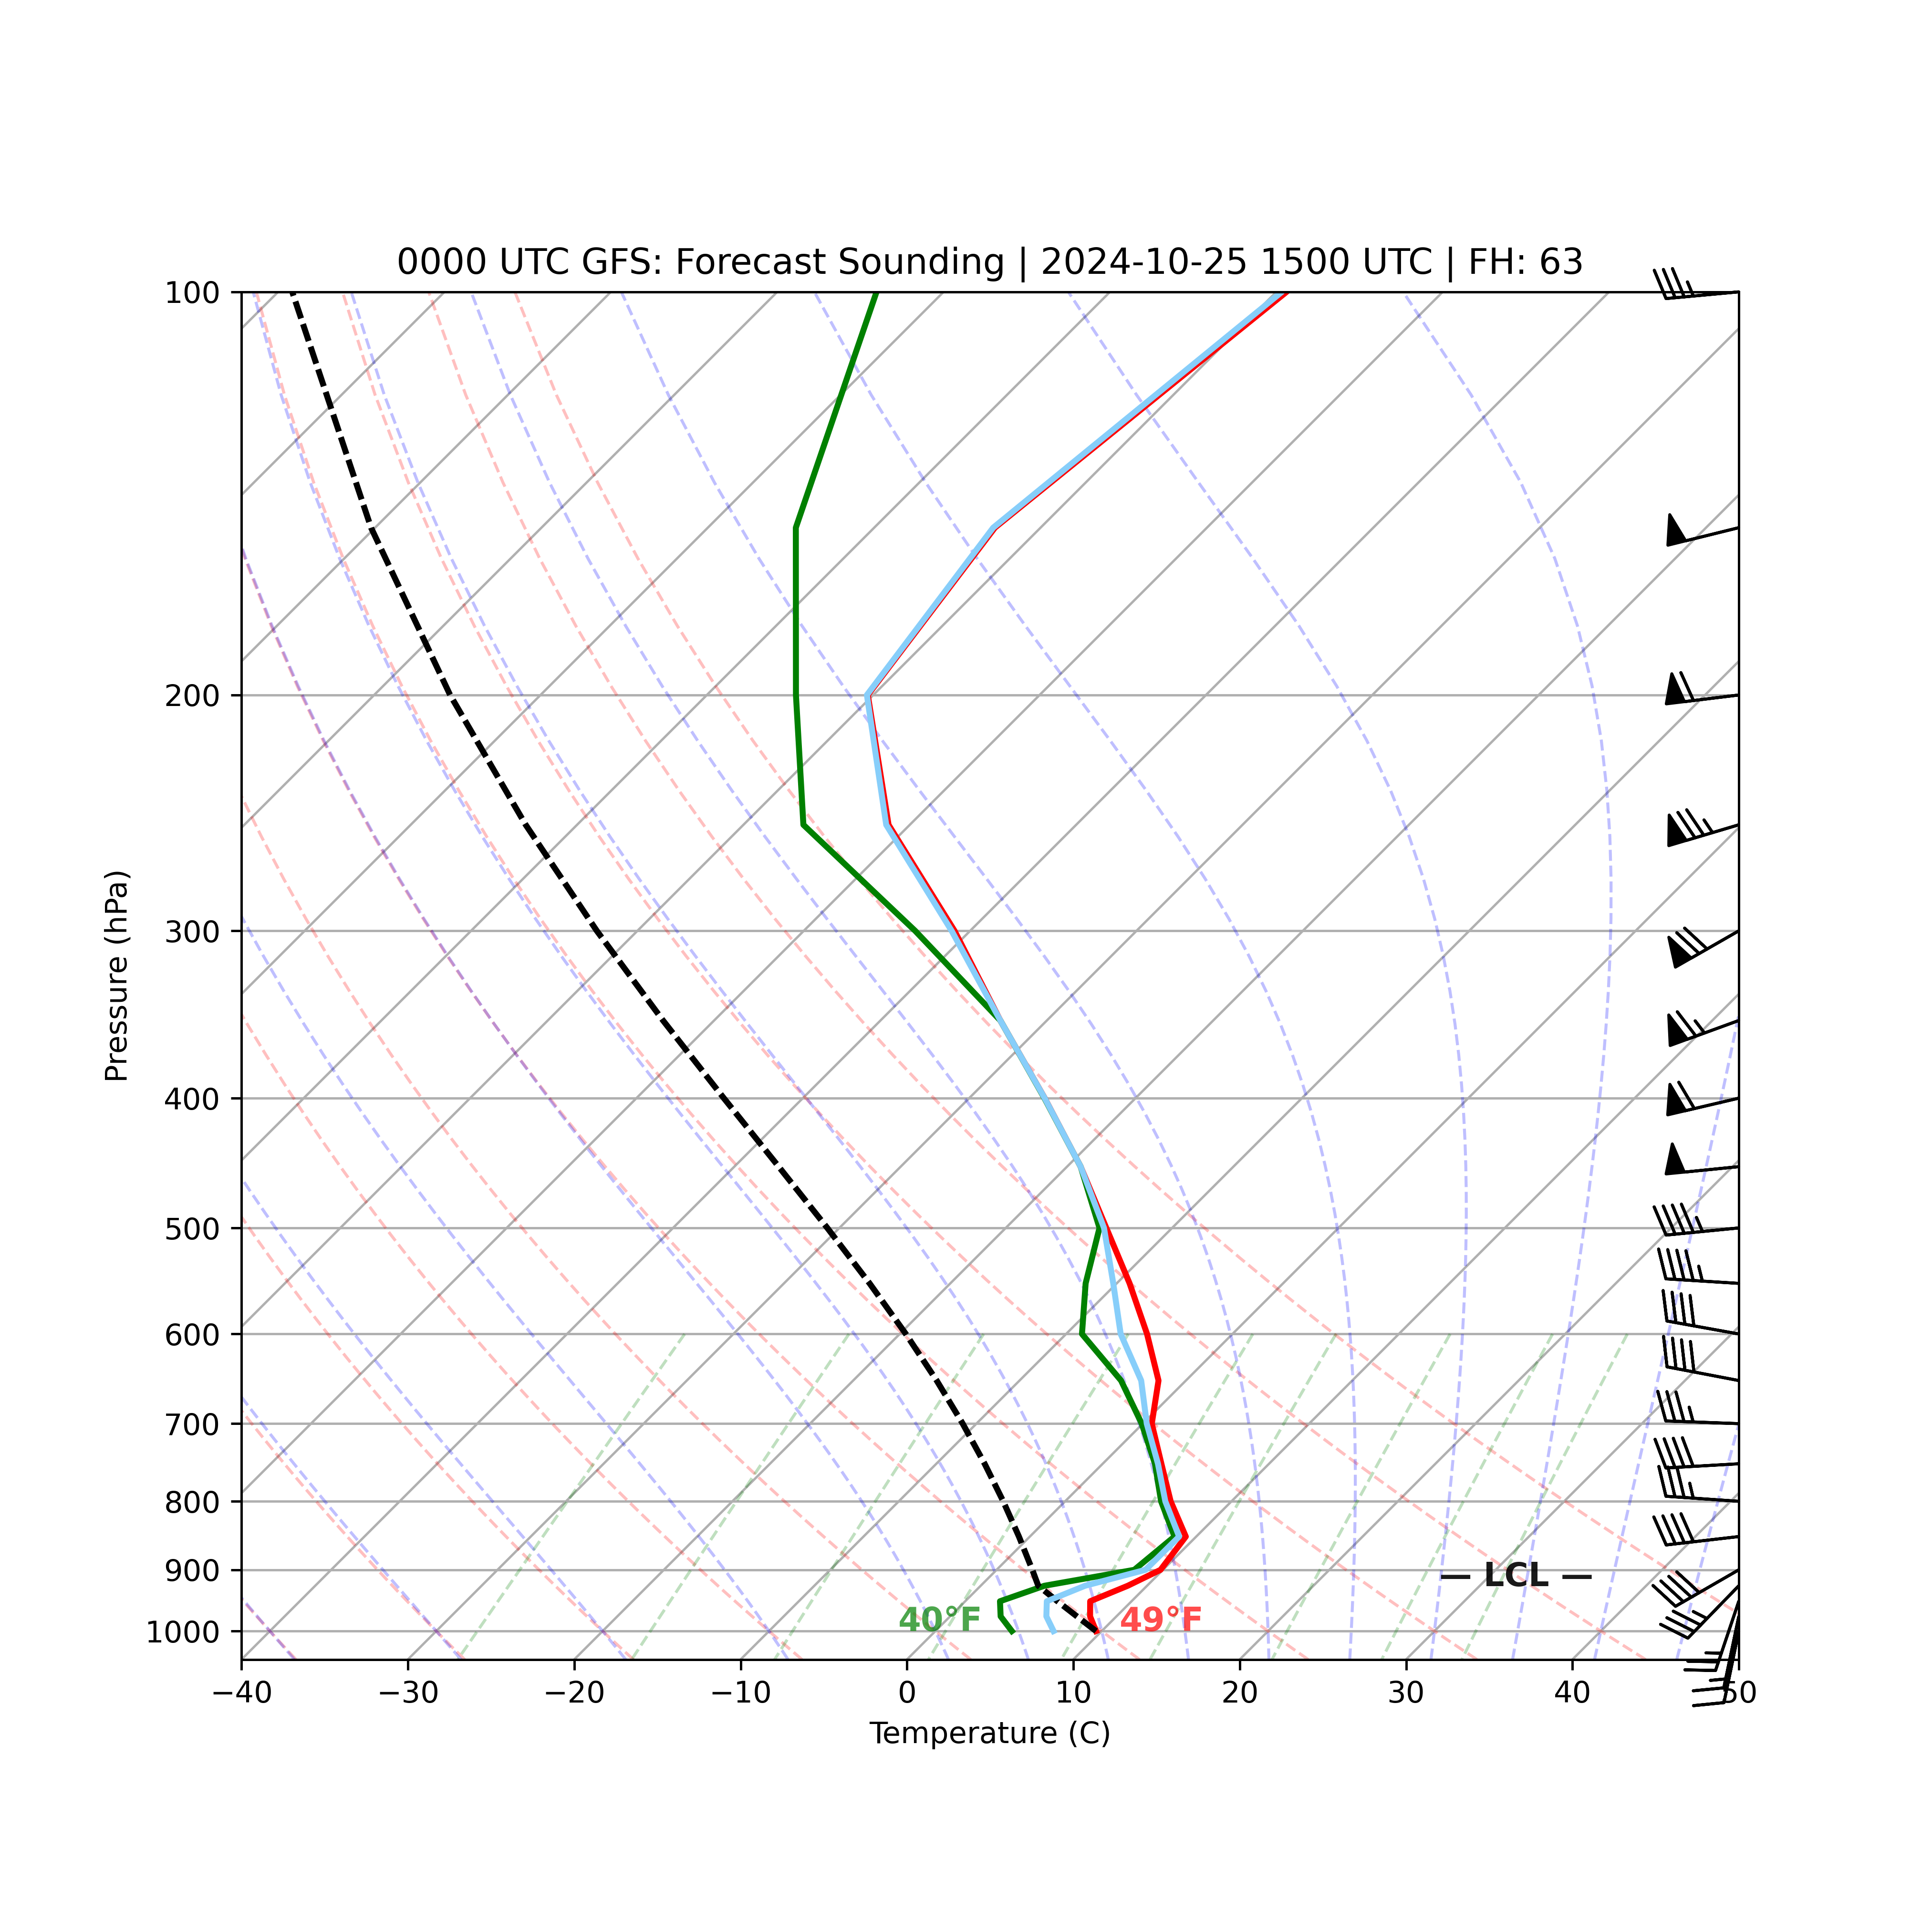 0000 UTC GFS: Forecast Sounding | 2024-10-25 1500 UTC | FH: 63
100
200
300
400
500
600
700
800
900
1000
Pressure (hPa)
— LCL —
40°F
49°F
−40 −30 −20 −10 0 10 20 30 40 50
Temperature (C)